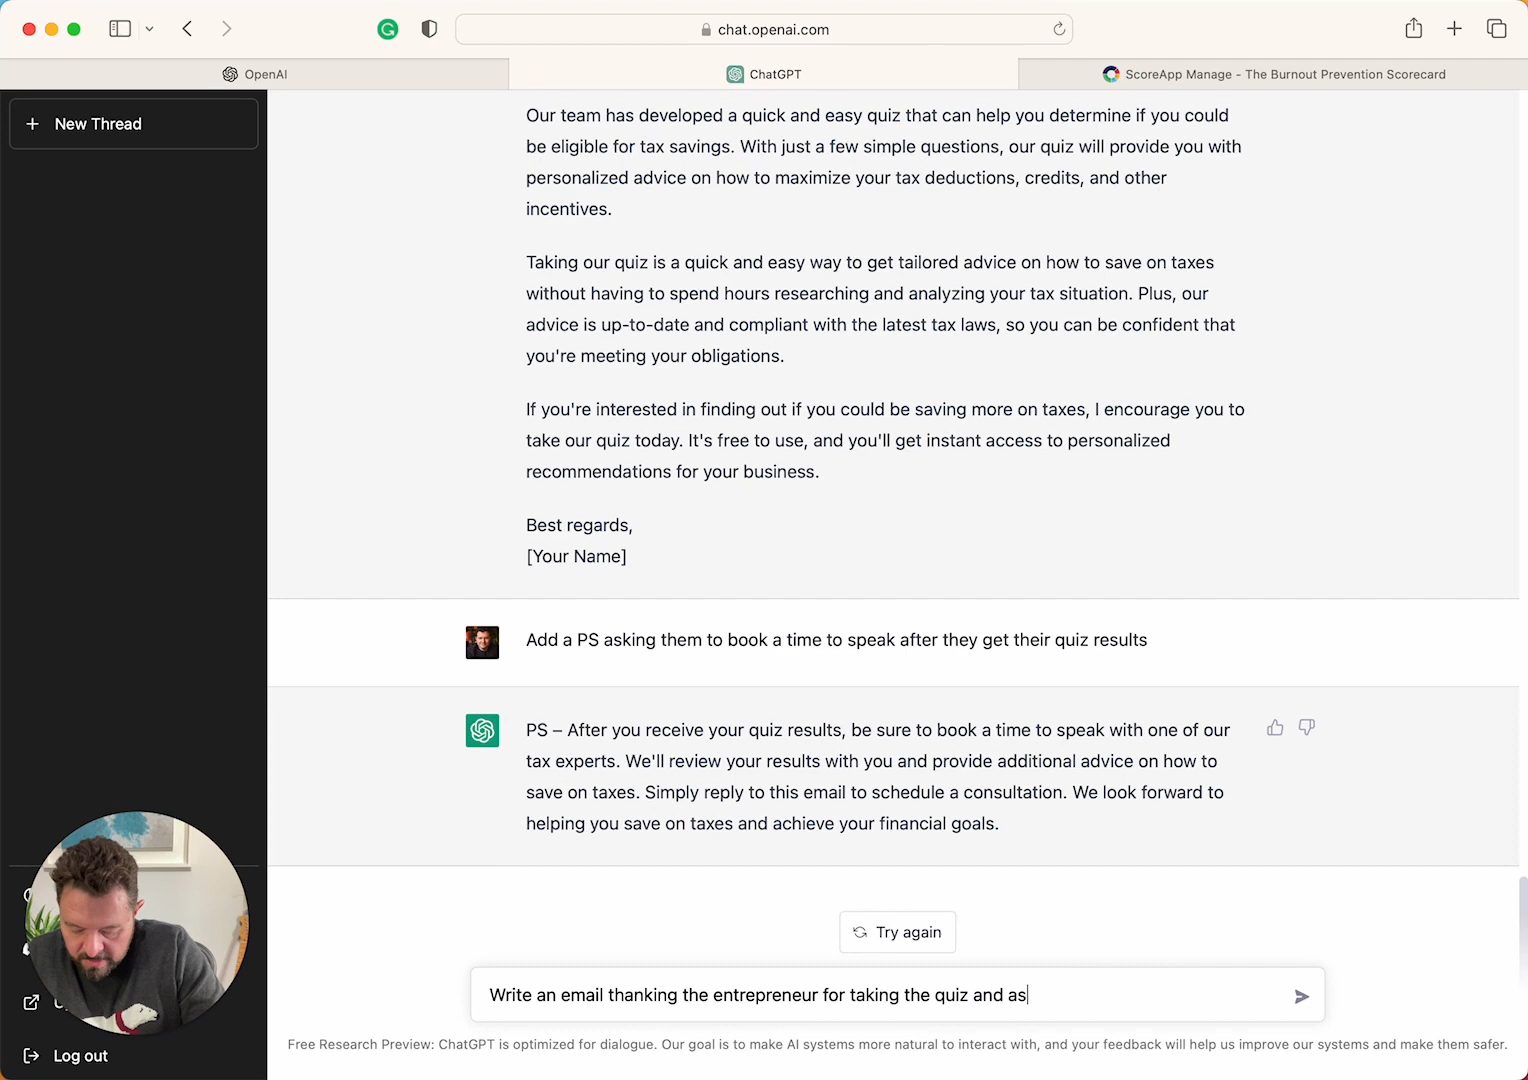 chat.openai.com
OpenAI
ChatGPT
ScoreApp Manage - The Burnout Prevention Scorecard
+ New Thread
Our team has developed a quick and easy quiz that can help you determine if you could
be eligible for tax savings. With just a few simple questions, our quiz will provide you with
personalized advice on how to maximize your tax deductions, credits, and other
incentives.
Taking our quiz is a quick and easy way to get tailored advice on how to save on taxes
without having to spend hours researching and analyzing your tax situation. Plus, our
advice is up-to-date and compliant with the latest tax laws, so you can be confident that
you're meeting your obligations.
If you're interested in finding out if you could be saving more on taxes, I encourage you to
take our quiz today. It's free to use, and you'll get instant access to personalized
recommendations for your business.
Best regards,
[Your Name]
Add a PS asking them to book a time to speak after they get their quiz results
PS – After you receive your quiz results, be sure to book a time to speak with one of our
tax experts. We'll review your results with you and provide additional advice on how to
save on taxes. Simply reply to this email to schedule a consultation. We look forward to
helping you save on taxes and achieve your financial goals.
Try again
Write an email thanking the entrepreneur for taking the quiz and as
Log out
Free Research Preview: ChatGPT is optimized for dialogue. Our goal is to make AI systems more natural to interact with, and your feedback will help us improve our systems and make them safer.